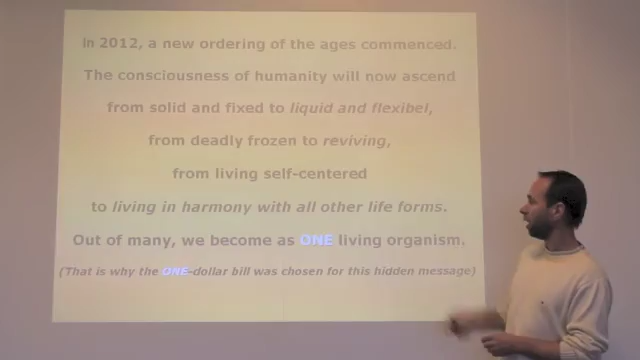 In 2012, a new ordering of the ages commenced.
The consciousness of humanity will now ascend
from solid and fixed to liquid and flexibel,
from deadly frozen to reviving,
from living self-centered
to living in harmony with all other life forms.
Out of many, we become as ONE living organism.
(That is why the ONE-dollar bill was chosen for this hidden message)